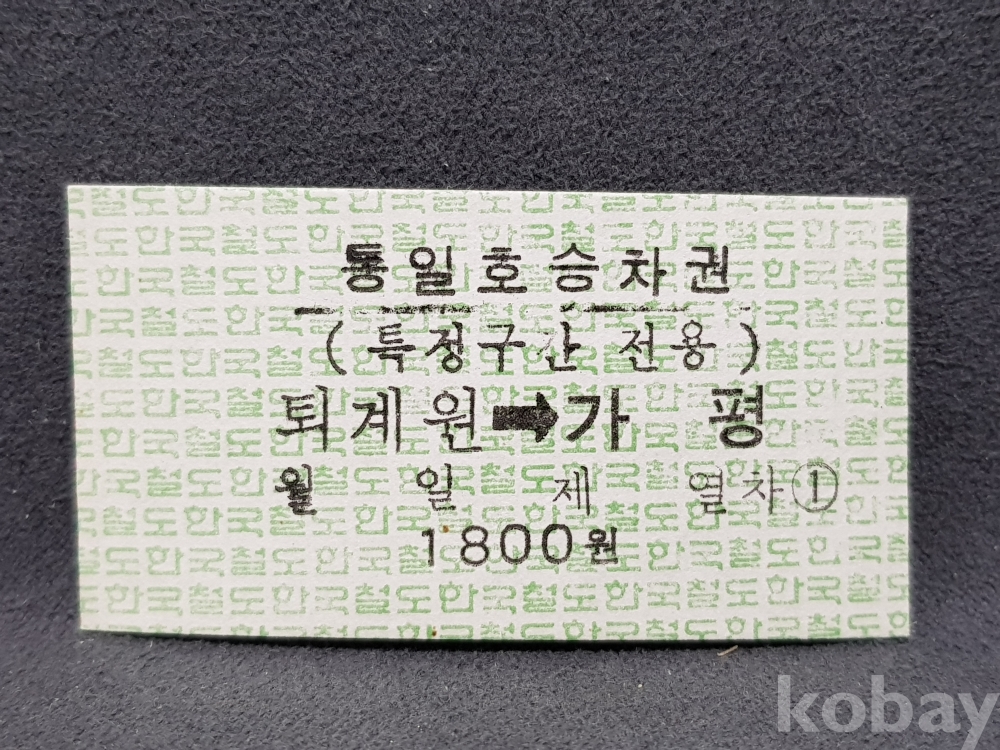 통일호승차권
(특정구간 전용)
퇴계원➡가 평
월 일 제 열차①
1800원
kobay